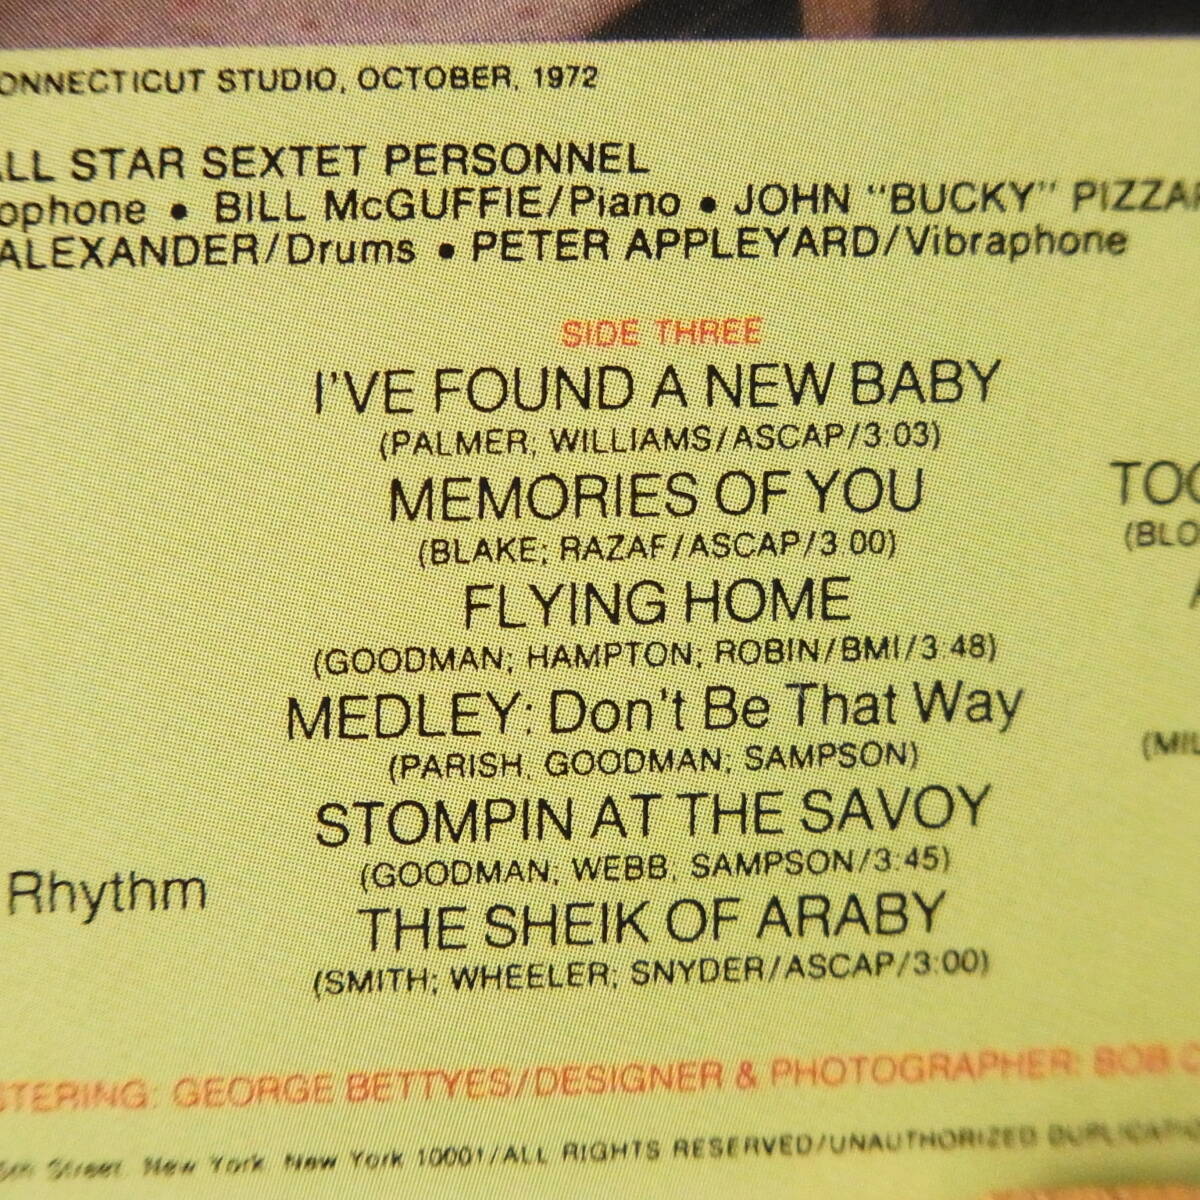 ONNECTICUT STUDIO, OCTOBER, 1972
ALL STAR SEXTET PERSONNEL
ophone • BILL McGUFFIE/Piano • JOHN "BUCKY" PIZZA
ALEXANDER/Drums • PETER APPLEYARD/Vibraphone
SIDE THREE
I'VE FOUND A NEW BABY
(PALMER; WILLIAMS/ASCAP/3:03)
MEMORIES OF YOU
(BLAKE; RAZAF/ASCAP/3:00)
FLYING HOME
(GOODMAN; HAMPTON; ROBIN/BMI/3:48)
MEDLEY: Don't Be That Way
(PARISH, GOODMAN; SAMPSON)
STOMPIN AT THE SAVOY
(GOODMAN; WEBB; SAMPSON/3:45)
THE SHEIK OF ARABY
(SMITH; WHEELER; SNYDER/ASCAP/3:00)
Rhythm
TOO
(BLO
(MIL
STERING: GEORGE BETTYES/DESIGNER & PHOTOGRAPHER: BOB C
Street, New York, New York 10001/ALL RIGHTS RESERVED/UNAUTHORIZED DUPLICATIO